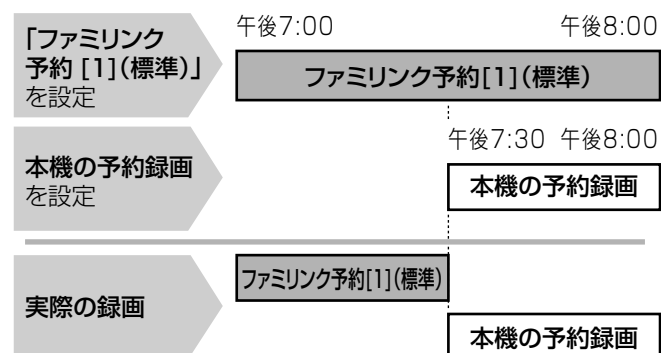 午後7:00 午後8:00
「ファミリンク
予約 [1](標準)」
を設定
ファミリンク予約[1](標準)
午後7:30 午後8:00
本機の予約録画
を設定
本機の予約録画
ファミリンク予約[1](標準)
実際の録画
本機の予約録画